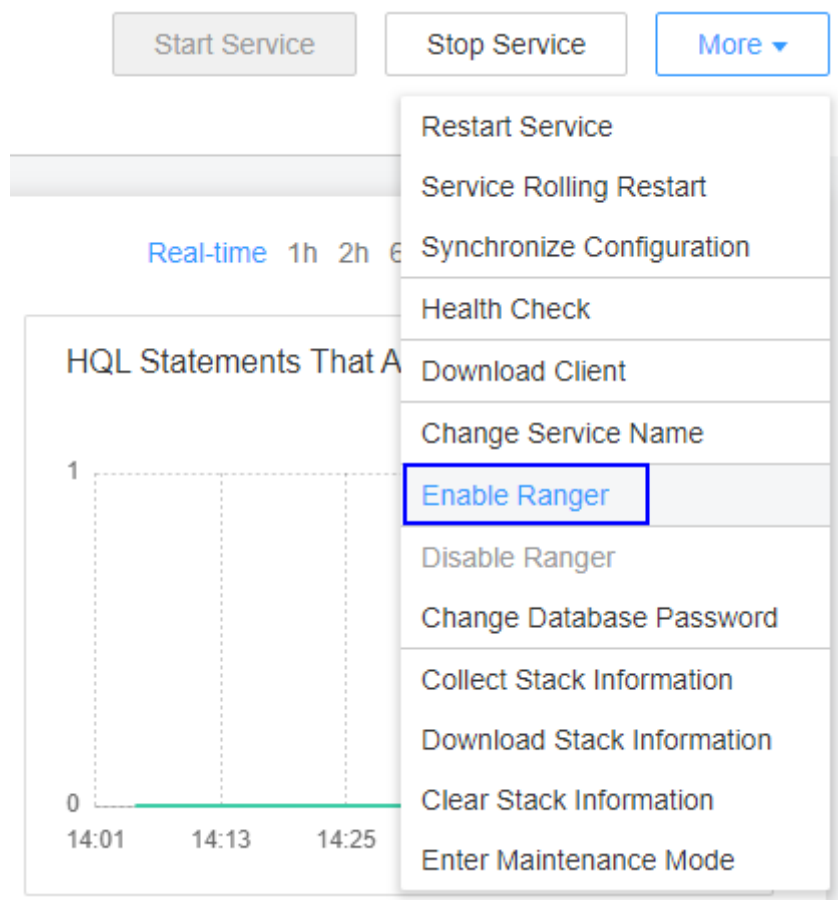 Start Service Stop Service More
Restart Service
Service Rolling Restart
Real-time 1h 2h 6
Synchronize Configuration
Health Check
HQL Statements That A
Download Client
Change Service Name
1
Enable Ranger
Disable Ranger
Change Database Password
Collect Stack Information
Download Stack Information
0
Clear Stack Information
14:01 14:13 14:25
Enter Maintenance Mode